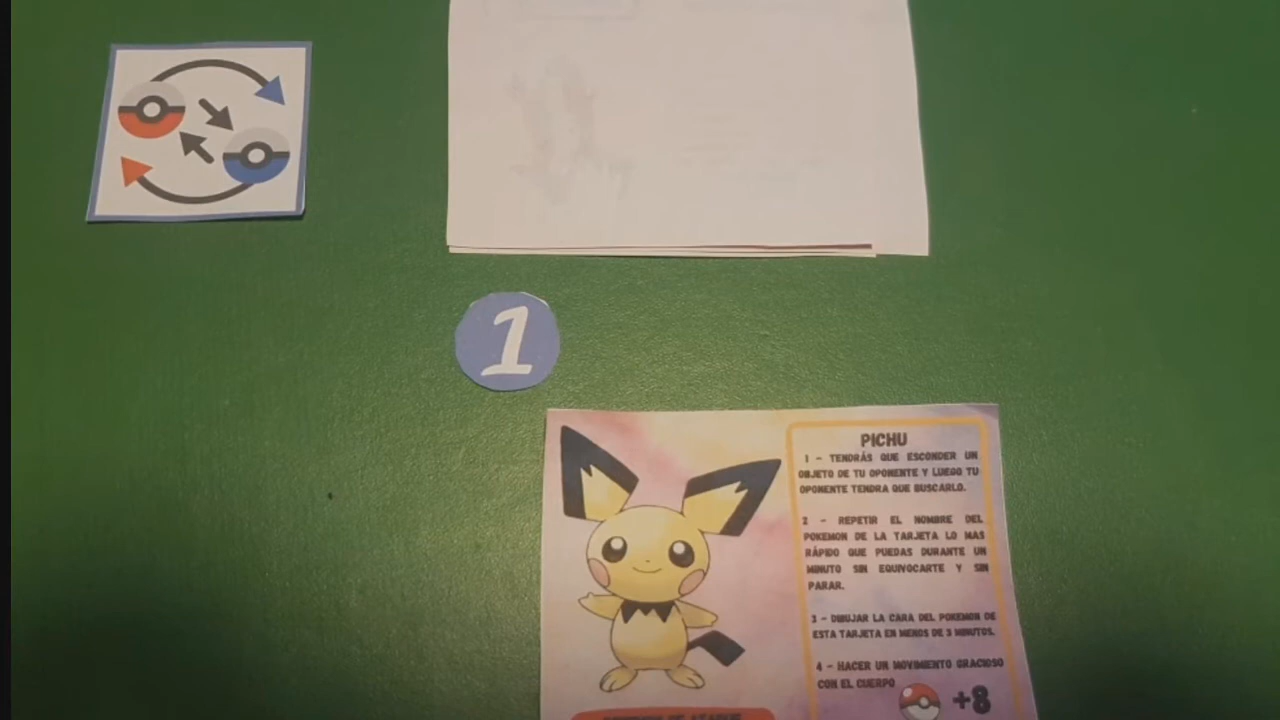 1
PICHU
1 - TENDRÁS QUE ESCONDER UN
OBJETO DE TU OPONENTE Y LUEGO TU
OPONENTE TENDRA QUE BUSCARLO.
2 - REPETIR EL NOMBRE DEL
POKEMON DE LA TARJETA LO MAS
RÁPIDO QUE PUEDAS DURANTE UN
MINUTO SIN EQUIVOCARTE Y SIN
PARAR.
3 - DIBUJAR LA CARA DEL POKEMON DE
ESTA TARJETA EN MENOS DE 3 MINUTOS.
4 - HACER UN MOVIMIENTO GRACIOSO
CON EL CUERPO
+8